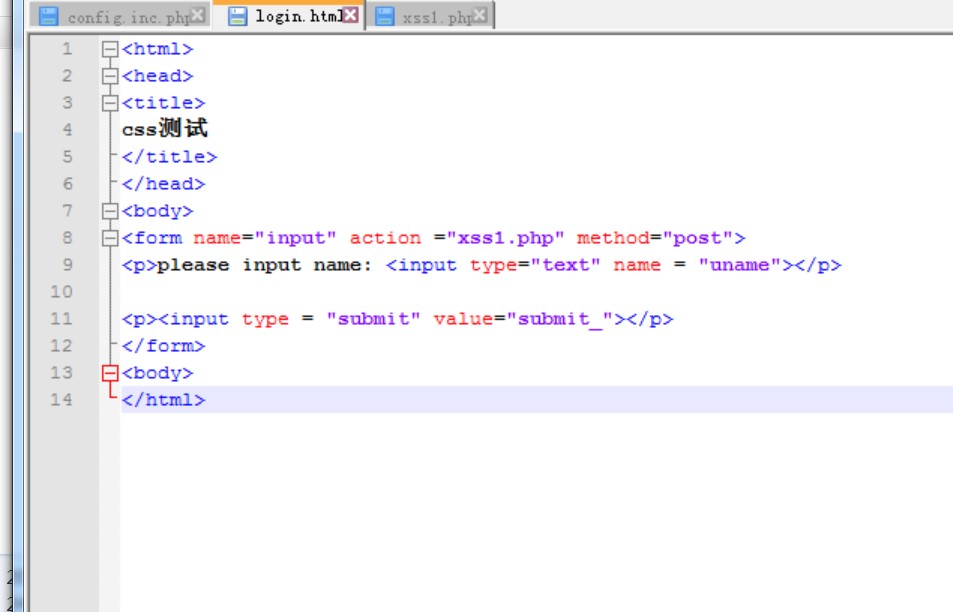 config.inc.php login.html xss1.php
1 <html>
2 <head>
3 <title>
4 css测试
5 </title>
6 </head>
7 <body>
8 <form name="input" action ="xss1.php" method="post">
9 <p>please input name: <input type="text" name = "uname"></p>
10
11 <p><input type = "submit" value="submit_"></p>
12 </form>
13 <body>
14 </html>